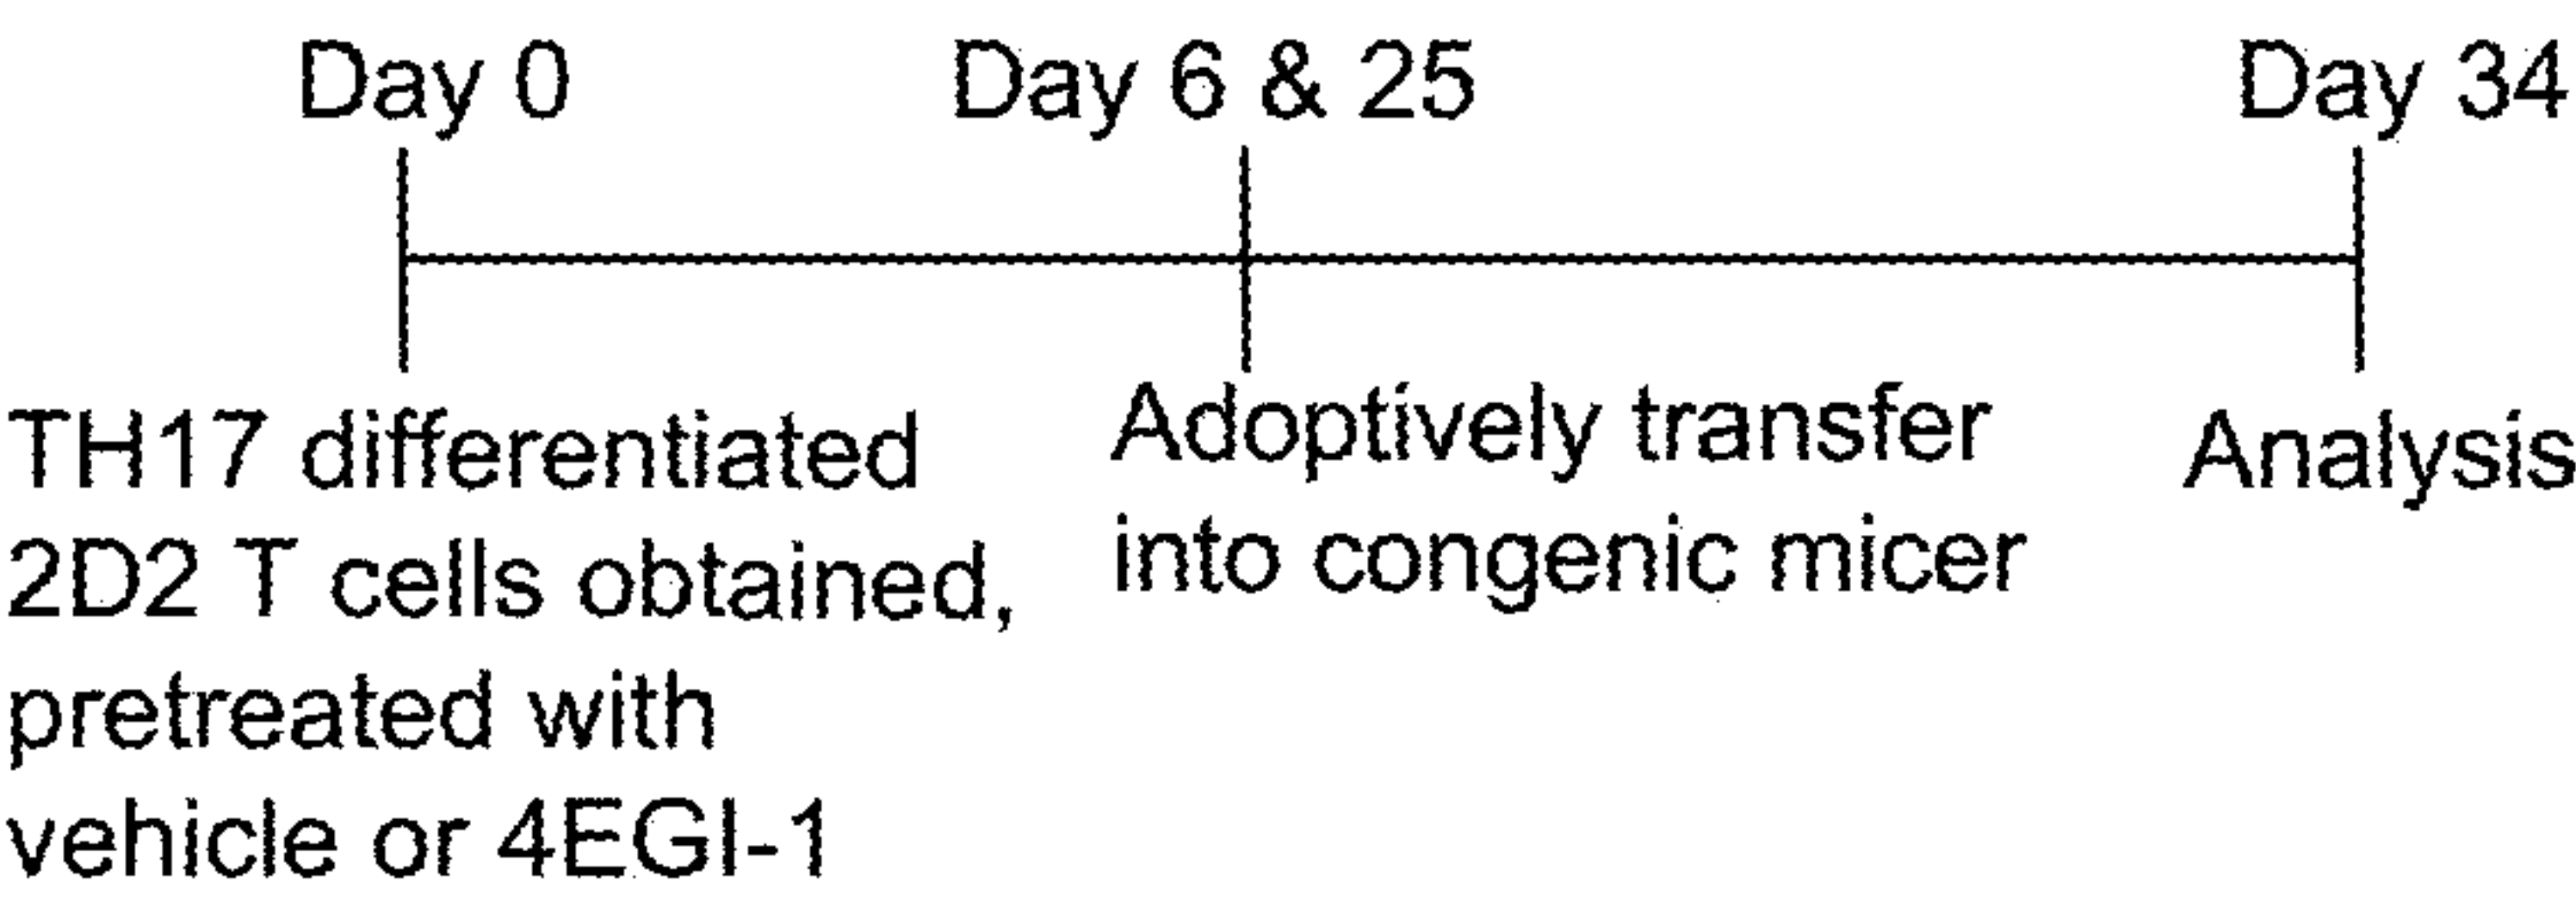 Day 0
Day 6 & 25
Day 34
TH17 differentiated
2D2 T cells obtained,
pretreated with
vehicle or 4EGI-1
Adoptively transfer
into congenic micer
Analysis